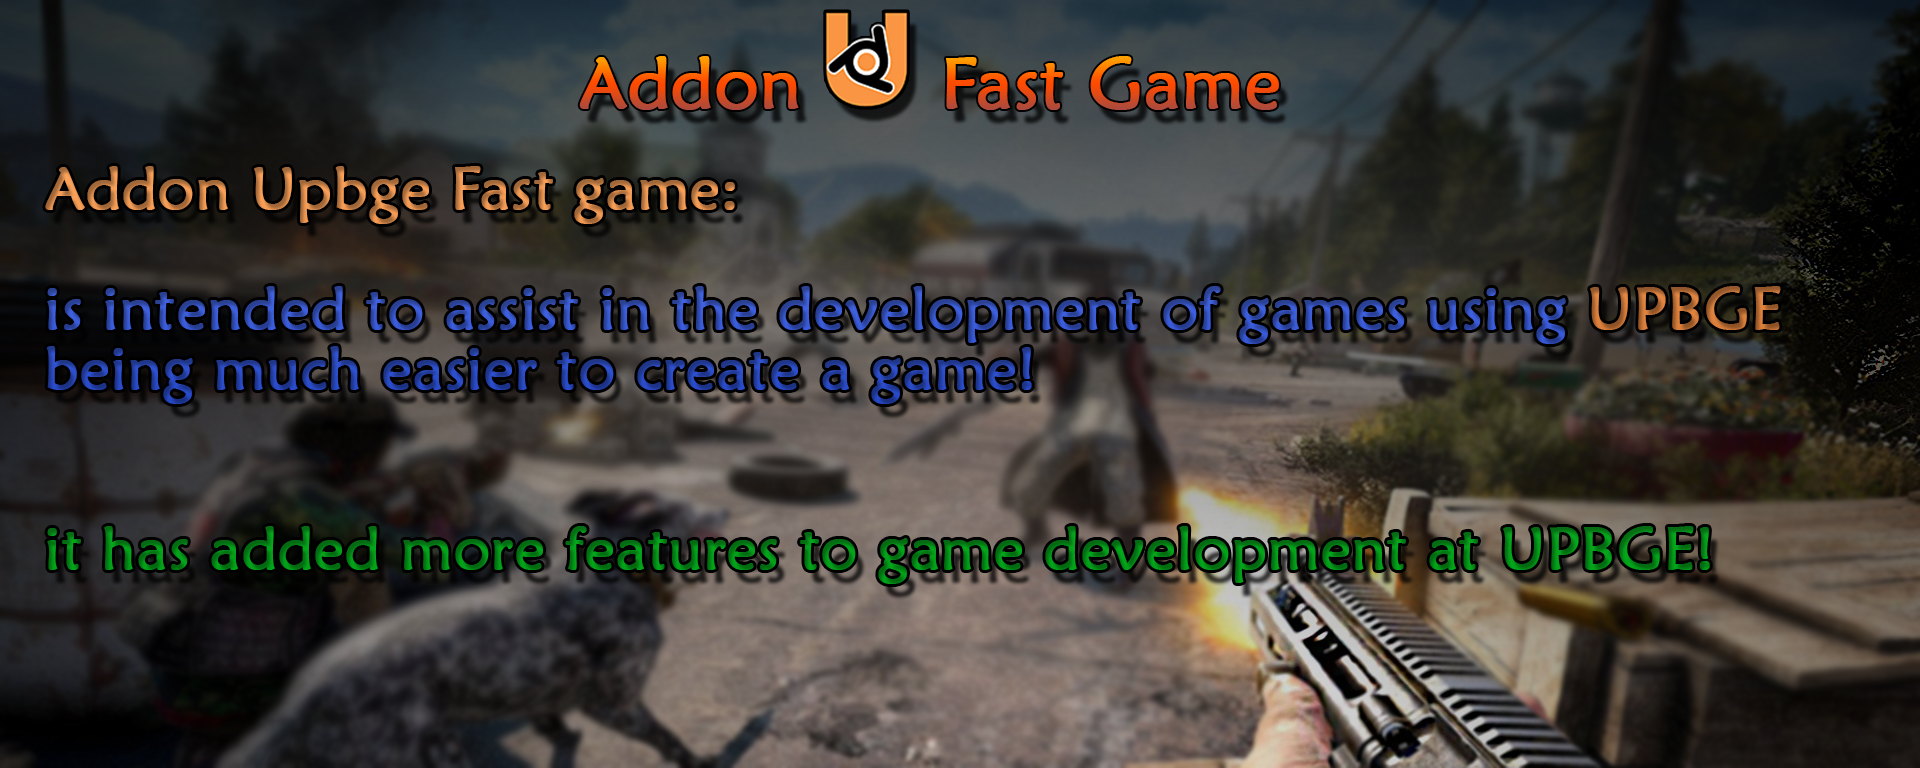 Addon Fast Game
Addon Upbge Fast game:
is intended to assist in the development of games using UPBGE
being much easier to create a game!
it has added more features to game development at UPBGE!